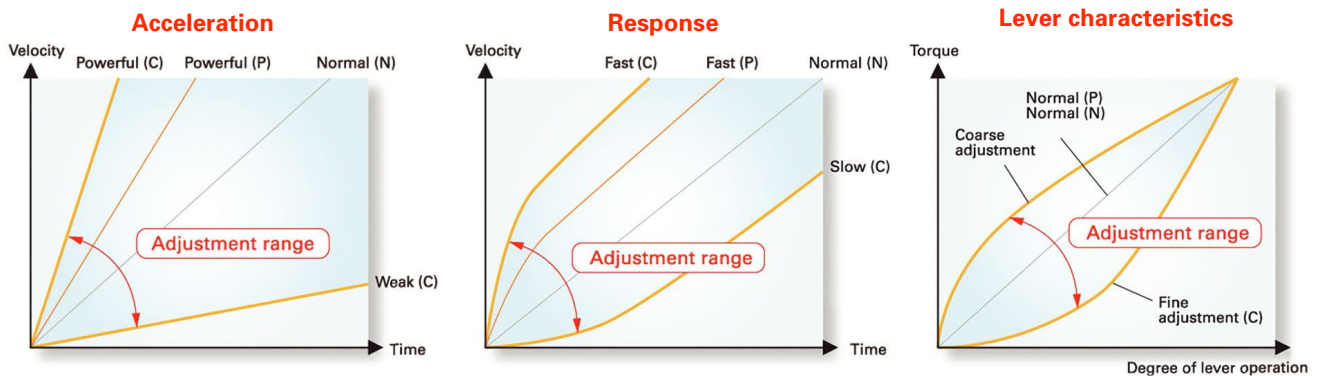 Acceleration
Velocity
Powerful (C)
Powerful (P)
Normal (N)
Adjustment range
Weak (C)
Time
Response
Velocity
Fast (C)
Fast (P)
Normal (N)
Slow (C)
Adjustment range
Time
Lever characteristics
Torque
Normal (P)
Normal (N)
Coarse
adjustment
Adjustment range
Fine
adjustment (C)
Degree of lever operation